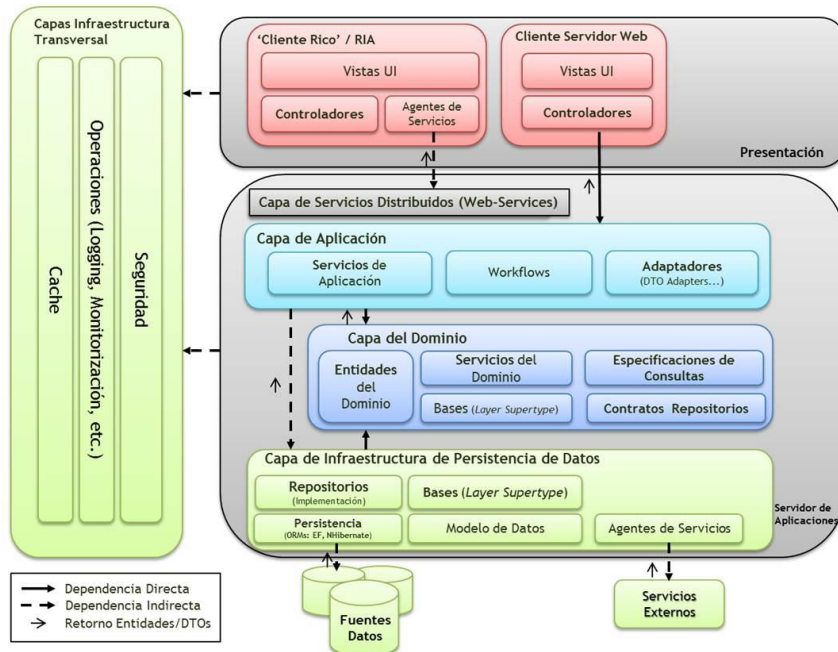 Capas Infraestructura
Transversal
Cache
Operaciones (Logging, Monitorización, etc.)
Seguridad
‘Cliente Rico’ / RIA
Vistas UI
Controladores
Agentes de
Servicios
Cliente Servidor Web
Vistas UI
Controladores
Presentación
Capa de Servicios Distribuidos (Web-Services)
Capa de Aplicación
Servicios de
Aplicación
Workflows
Adaptadores
(DTO Adapters...)
Capa del Dominio
Entidades
del
Dominio
Servicios del
Dominio
Especificaciones de
Consultas
Bases (Layer Supertype)
Contratos Repositorios
Capa de Infraestructura de Persistencia de Datos
Repositorios
(Implementación)
Bases (Layer Supertype)
Persistencia
(ORMs: EF, NHibernate)
Modelo de Datos
Agentes de Servicios
Servidor de
Aplicaciones
Fuentes
Datos
Servicios
Externos
Dependencia Directa
Dependencia Indirecta
Retorno Entidades/DTOs